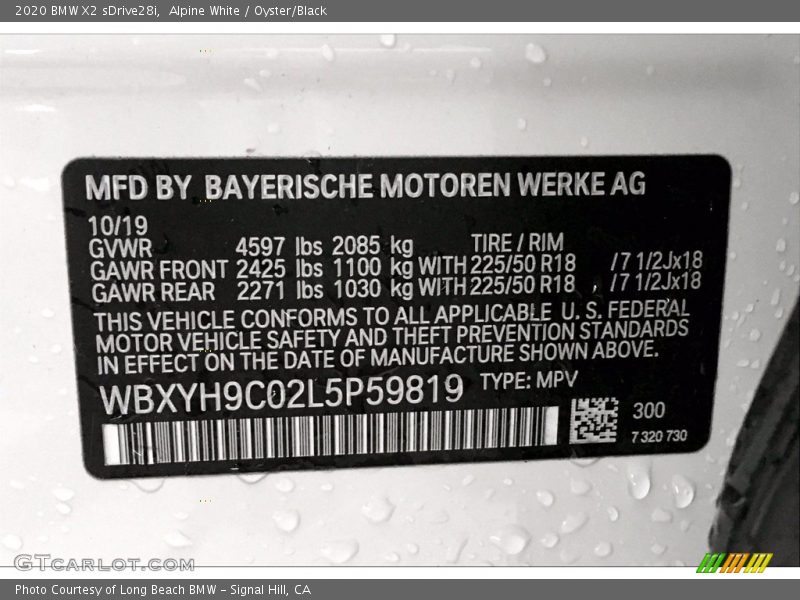 2020 BMW X2 sDrive28i,  Alpine White / Oyster/Black
MFD BY BAYERISCHE MOTOREN WERKE AG
10/19
GVWR 4597 lbs 2085 kg TIRE / RIM
GAWR FRONT 2425 lbs 1100 kg WITH 225/50 R18 /7 1/2Jx18
GAWR REAR 2271 lbs 1030 kg WITH 225/50 R18 , /7 1/2Jx18
THIS VEHICLE CONFORMS TO ALL APPLICABLE U. S. FEDERAL
MOTOR VEHICLE SAFETY AND THEFT PREVENTION STANDARDS
IN EFFECT ON THE DATE OF MANUFACTURE SHOWN ABOVE.
WBXYH9C02L5P59819 TYPE: MPV
300
7 320 730
GTCARLOT.COM
Photo Courtesy of Long Beach BMW - Signal Hill, CA